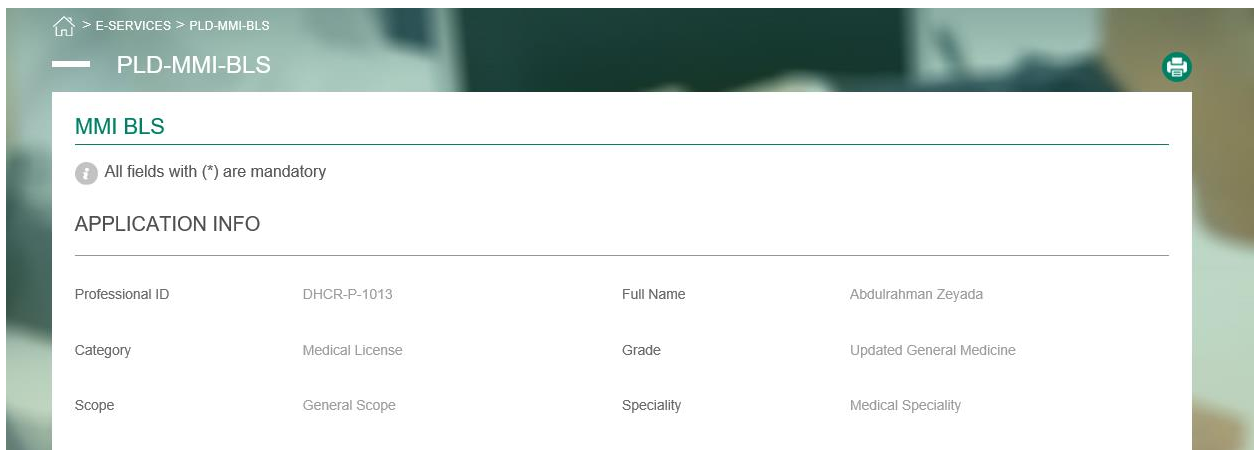 > E-SERVICES > PLD-MMI-BLS
PLD-MMI-BLS
MMI BLS
All fields with (*) are mandatory
APPLICATION INFO
Professional ID DHCR-P-1013 Full Name Abdulrahman Zeyada
Category Medical License Grade Updated General Medicine
Scope General Scope Speciality Medical Speciality